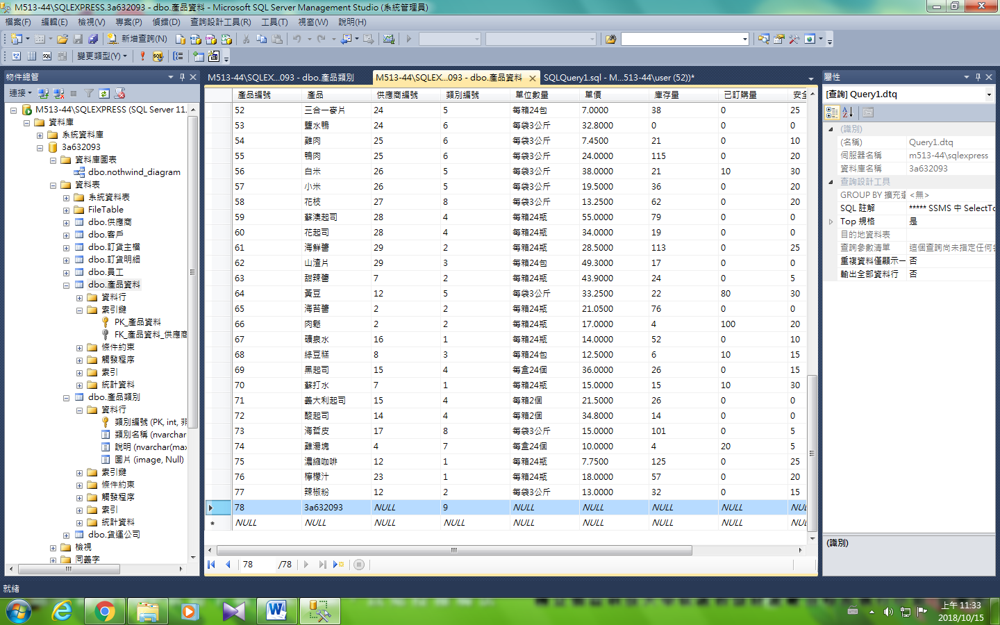 M513-44\SQLEXPRESS.3a632093 - dbo.產品資料 - Microsoft SQL Server Management Studio (系統管理員)
檔案(F) 編輯(E) 檢視(V) 專案(P) 偵錯(D) 查詢設計工具(R) 工具(T) 視窗(W) 說明(H)
新增查詢(N)
變更類型(Y)
物件總管
連接
M513-44\SQLEXPRESS (SQL Server 11.
資料庫
系統資料庫
3a632093
資料庫圖表
dbo.nothwind_diagram
資料表
系統資料表
FileTable
dbo.供應商
dbo.客戶
dbo.訂貨主檔
dbo.訂貨明細
dbo.員工
dbo.產品資料
資料行
索引鍵
PK_產品資料
FK_產品資料_供應商
條件約束
觸發程序
索引
統計資料
dbo.產品類別
資料行
類別編號 (PK, int, 非
類別名稱 (nvarchar
說明 (nvarchar(max
圖片 (image, Null)
索引鍵
條件約束
觸發程序
索引
統計資料
dbo.貨運公司
檢視
同義字
M513-44\SQLEX...093 - dbo.產品類別 M513-44\SQLEX...093 - dbo.產品資料 SQLQuery1.sql - M...513-44\user (52))*
產品編號 產品 供應商編號 類別編號 單位數量 單價 庫存量 已訂購量 安全
52 三合一麥片 24 5 每箱24包 7.0000 38 0 25
53 鹽水鴨 24 6 每袋3公斤 32.8000 0 0 0
54 雞肉 25 6 每袋3公斤 7.4500 21 0 10
55 鴨肉 25 6 每袋3公斤 24.0000 115 0 20
56 白米 26 5 每袋3公斤 38.0000 21 10 30
57 小米 26 5 每袋3公斤 19.5000 36 0 20
58 花枝 27 8 每袋3公斤 13.2500 62 0 20
59 蘇澳起司 28 4 每箱24瓶 55.0000 79 0 0
60 花起司 28 4 每箱24瓶 34.0000 19 0 0
61 海鮮醬 29 2 每箱24瓶 28.5000 113 0 25
62 山渣片 29 3 每箱24包 49.3000 17 0 0
63 甜辣醬 7 2 每箱24瓶 43.9000 24 0 5
64 黃豆 12 5 每袋3公斤 33.2500 22 80 30
65 海苔醬 2 2 每箱24瓶 21.0500 76 0 0
66 肉鬆 2 2 每箱24瓶 17.0000 4 100 20
67 礦泉水 16 1 每箱24瓶 14.0000 52 0 10
68 綠豆糕 8 3 每箱24包 12.5000 6 10 15
69 黑起司 15 4 每盒24個 36.0000 26 0 15
70 蘇打水 7 1 每箱24瓶 15.0000 15 10 30
71 義大利起司 15 4 每箱2個 21.5000 26 0 0
72 酸起司 14 4 每箱2個 34.8000 14 0 0
73 海哲皮 17 8 每袋3公斤 15.0000 101 0 5
74 雞湯塊 4 7 每盒24個 10.0000 4 20 5
75 濃縮咖啡 12 1 每箱24瓶 7.7500 125 0 25
76 檸檬汁 23 1 每箱24瓶 18.0000 57 0 20
77 辣椒粉 12 2 每袋3公斤 13.0000 32 0 15
78 3a632093 NULL 9 NULL NULL NULL NULL NUL
NULL NULL NULL NULL NULL NULL NULL NULL NUL
78 /78
屬性
[查詢] Query1.dtq
(識別)
(名稱) Query1.dtq
伺服器名稱 m513-44\sqlexpress
資料庫名稱 3a632093
查詢設計工具
GROUP BY 擴充選 <無>
SQL 註解 ***** SSMS 中 SelectTo
Top 規格 是
目的地資料表
查詢參數清單 這個查詢尚未指定任何
重複資料僅顯示一 否
輸出全部資料行 否
(識別)
就緒
上午 11:33
2018/10/15